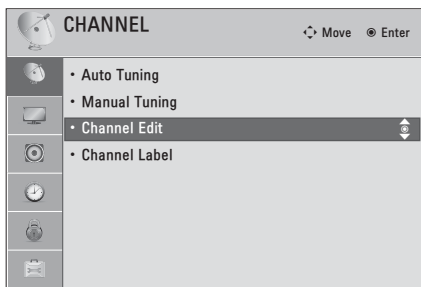 CHANNEL
Move Enter
• Auto Tuning
• Manual Tuning
• Channel Edit
• Channel Label